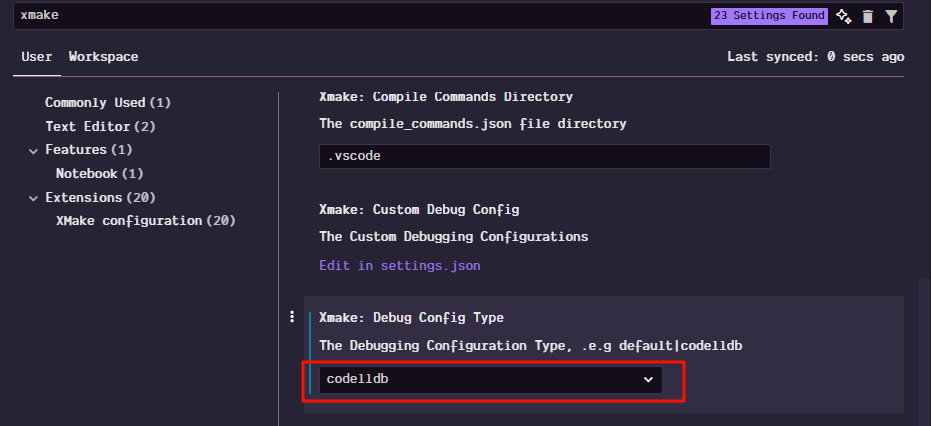 xmake
23 Settings Found
User Workspace
Last synced: 0 secs ago
Commonly Used (1)
Text Editor (2)
Features (1)
Notebook (1)
Extensions (20)
XMake configuration (20)
Xmake: Compile Commands Directory
The compile_commands.json file directory
.vscode
Xmake: Custom Debug Config
The Custom Debugging Configurations
Edit in settings.json
Xmake: Debug Config Type
The Debugging Configuration Type, .e.g default|codelldb
codelldb